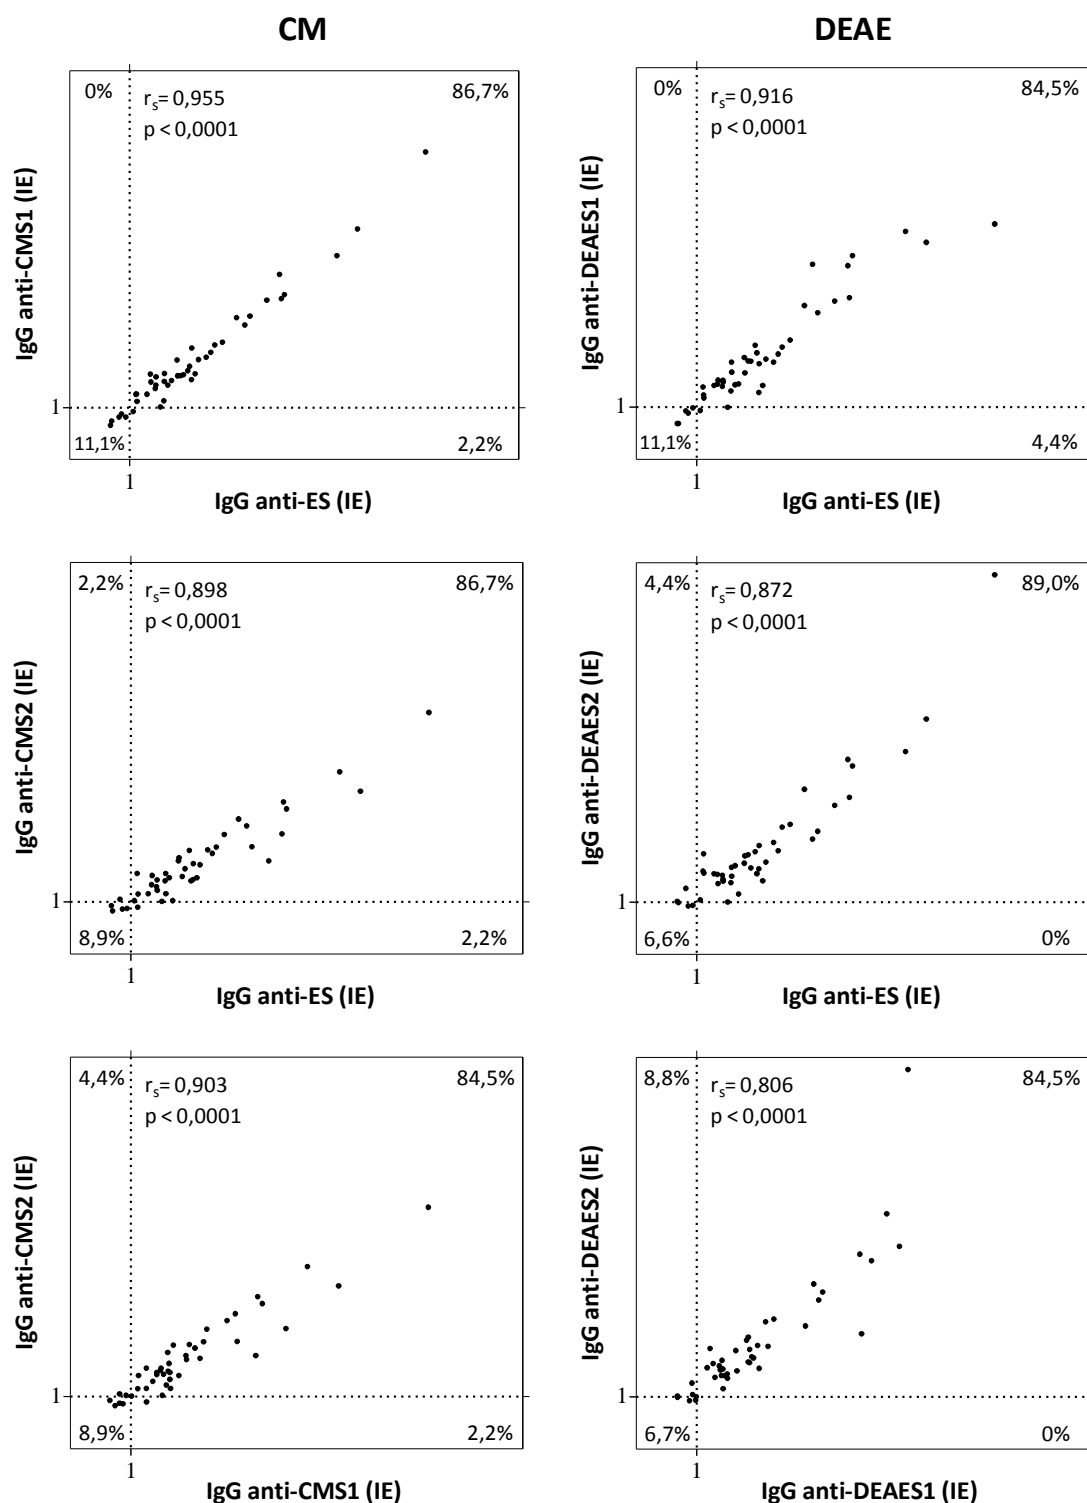 CM
DEAE
0%
86,7%
rs= 0,955
p < 0,0001
IgG anti-CMS1 (IE)
1
11,1%
2,2%
1
IgG anti-ES (IE)
0%
84,5%
rs= 0,916
p < 0,0001
IgG anti-DEAES1 (IE)
1
11,1%
4,4%
1
IgG anti-ES (IE)
2,2%
86,7%
rs= 0,898
p < 0,0001
IgG anti-CMS2 (IE)
1
8,9%
2,2%
1
IgG anti-ES (IE)
4,4%
89,0%
rs= 0,872
p < 0,0001
IgG anti-DEAES2 (IE)
1
6,6%
0%
1
IgG anti-ES (IE)
4,4%
84,5%
rs= 0,903
p < 0,0001
IgG anti-CMS2 (IE)
1
8,9%
2,2%
1
IgG anti-CMS1 (IE)
8,8%
84,5%
rs= 0,806
p < 0,0001
IgG anti-DEAES2 (IE)
1
6,7%
0%
1
IgG anti-DEAES1 (IE)